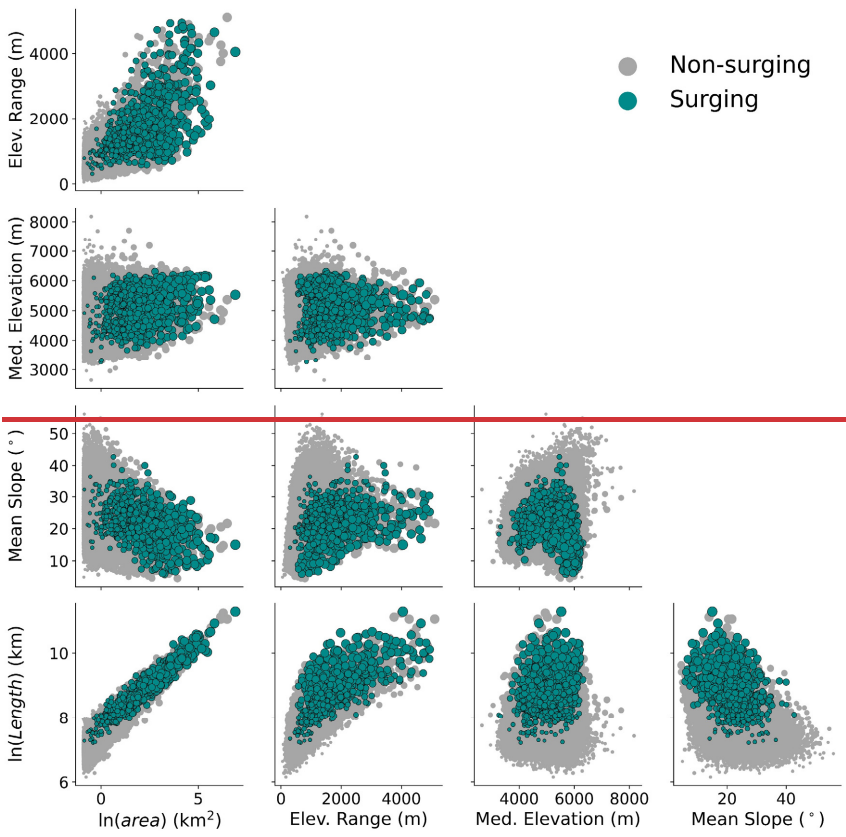 Elev. Range (m)
4000
2000
0
Non-surging
Surging
Med. Elevation (m)
8000
7000
6000
5000
4000
3000
Mean Slope (°)
50
40
30
20
10
ln(Length) (km)
10
8
6
0 5
0 2000 4000
4000 6000 8000
20 40
ln(area) (km²)
Elev. Range (m)
Med. Elevation (m)
Mean Slope (°)